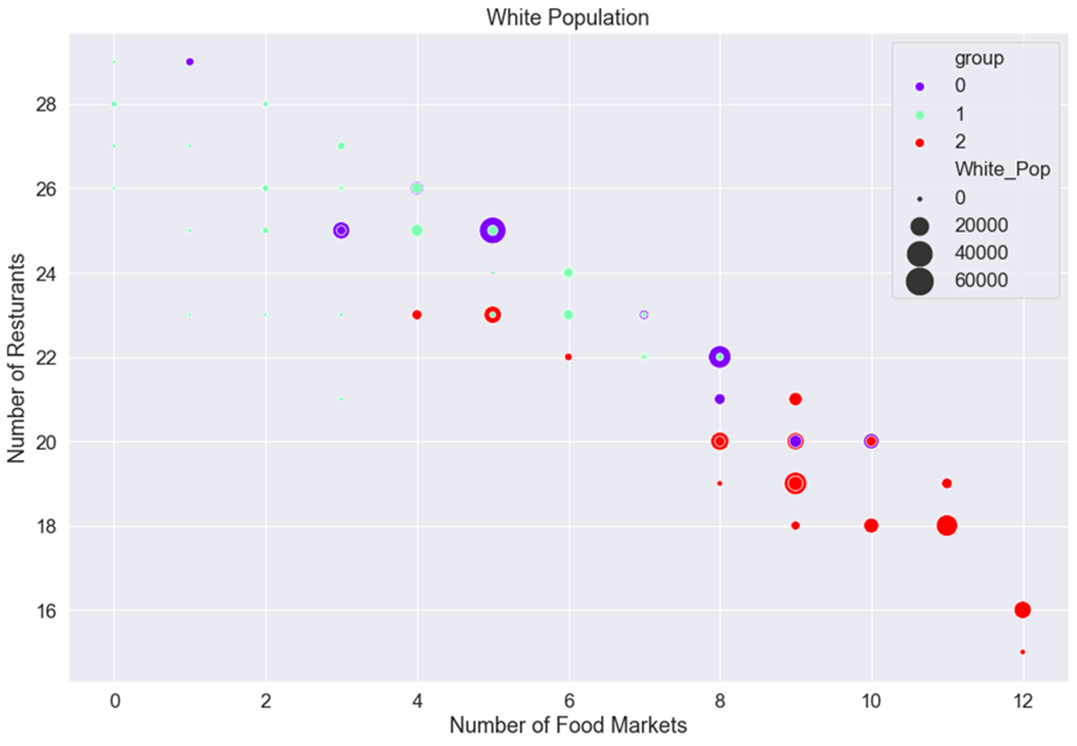 White Population
group
0
1
2
White_Pop
0
20000
40000
60000
28
26
24
22
20
18
16
Number of Resturants
0 2 4 6 8 10 12
Number of Food Markets